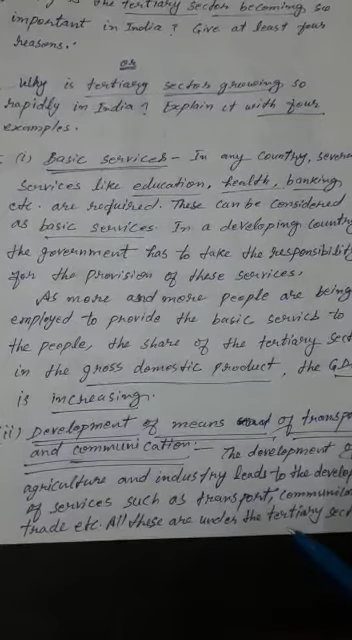 is the tertiary sector becoming so
important in India? Give at least four
reasons.
or
Why is tertiary sector growing so
rapidly in India? Explain it with four
examples.
(i) Basic services - In any country, severa
services like education, health, banking
etc. are required. These can be considered
as basic services. In a developing country
the government has to take the responsibilit
for the provision of these services.
As more and more people are being
employed to provide the basic services to
the people, the share of the tertiary sect
in the gross domestic product, the G.D.
is increasing.
(ii) Development of means of transpo
and communication:- The development of
agriculture and industry leads to the develop
of services such as transport, communica
trade etc. All these are under the tertiary sect